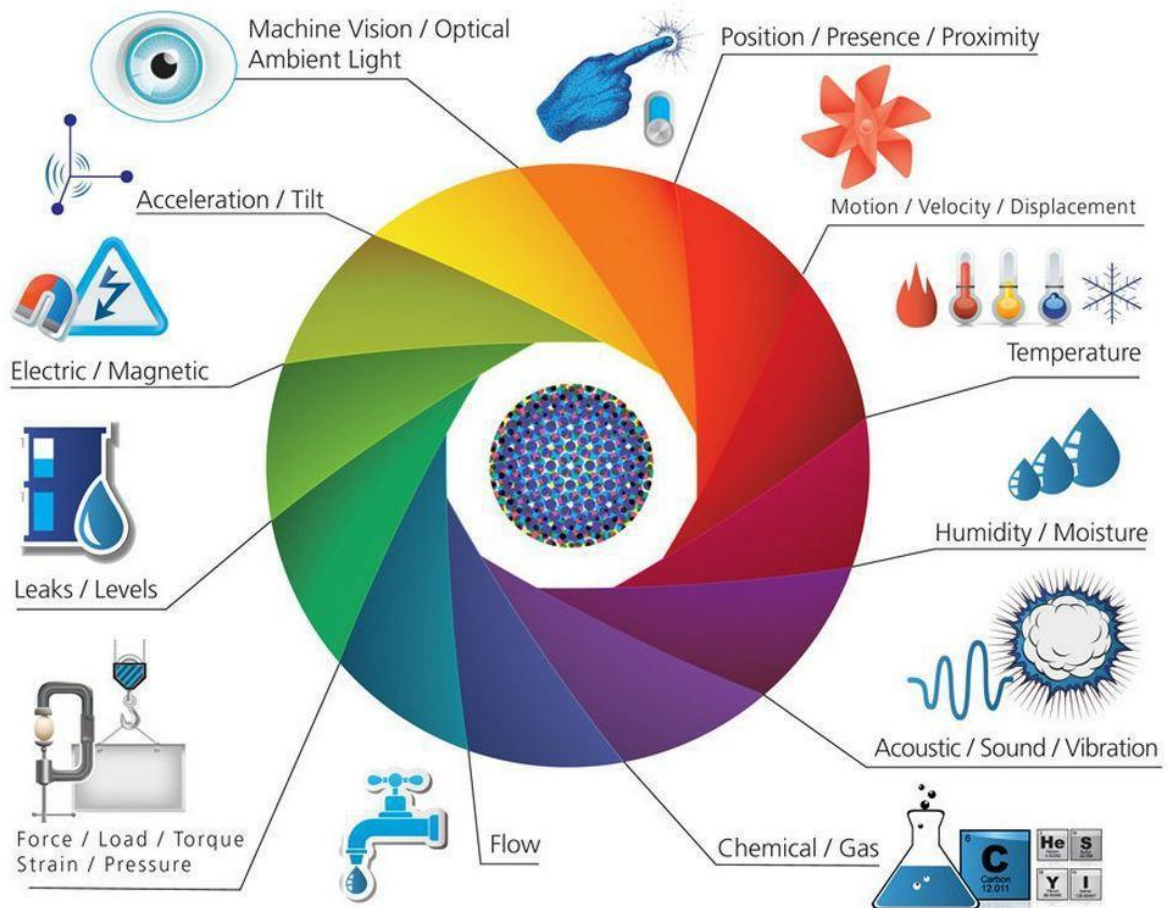 Machine Vision / Optical
Ambient Light
Position / Presence / Proximity
Motion / Velocity / Displacement
Acceleration / Tilt
Temperature
Electric / Magnetic
Humidity / Moisture
Leaks / Levels
Acoustic / Sound / Vibration
Force / Load / Torque
Strain / Pressure
Flow
Chemical / Gas
6
C
Carbon
12.011
He
S
Y
I